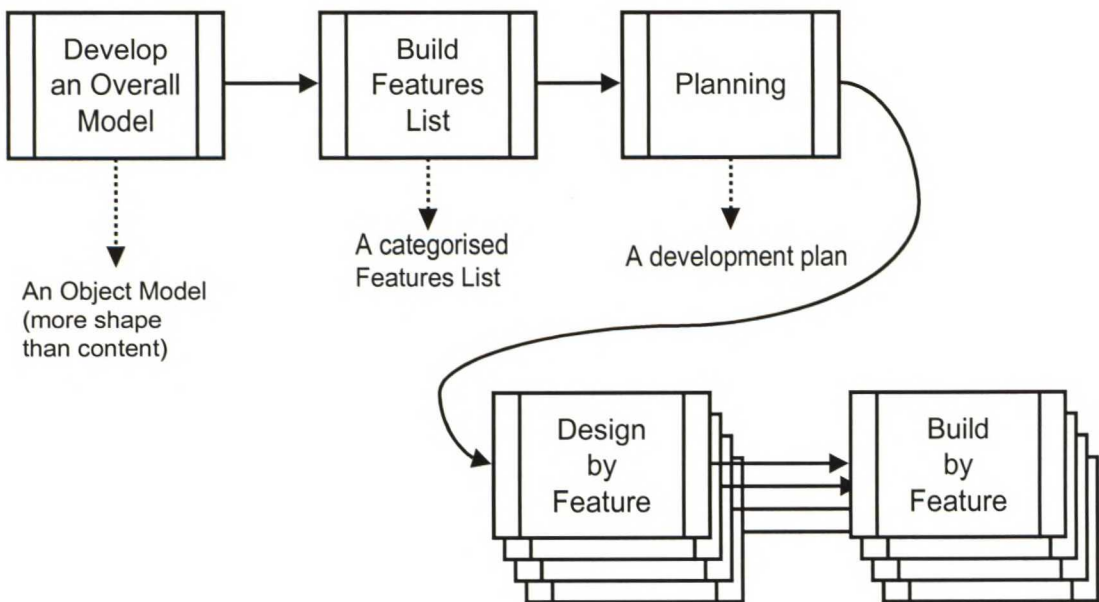 Develop
an Overall
Model
Build
Features
List
Planning
An Object Model
(more shape
than content)
A categorised
Features List
A development plan
Design
by
Feature
Build
by
Feature